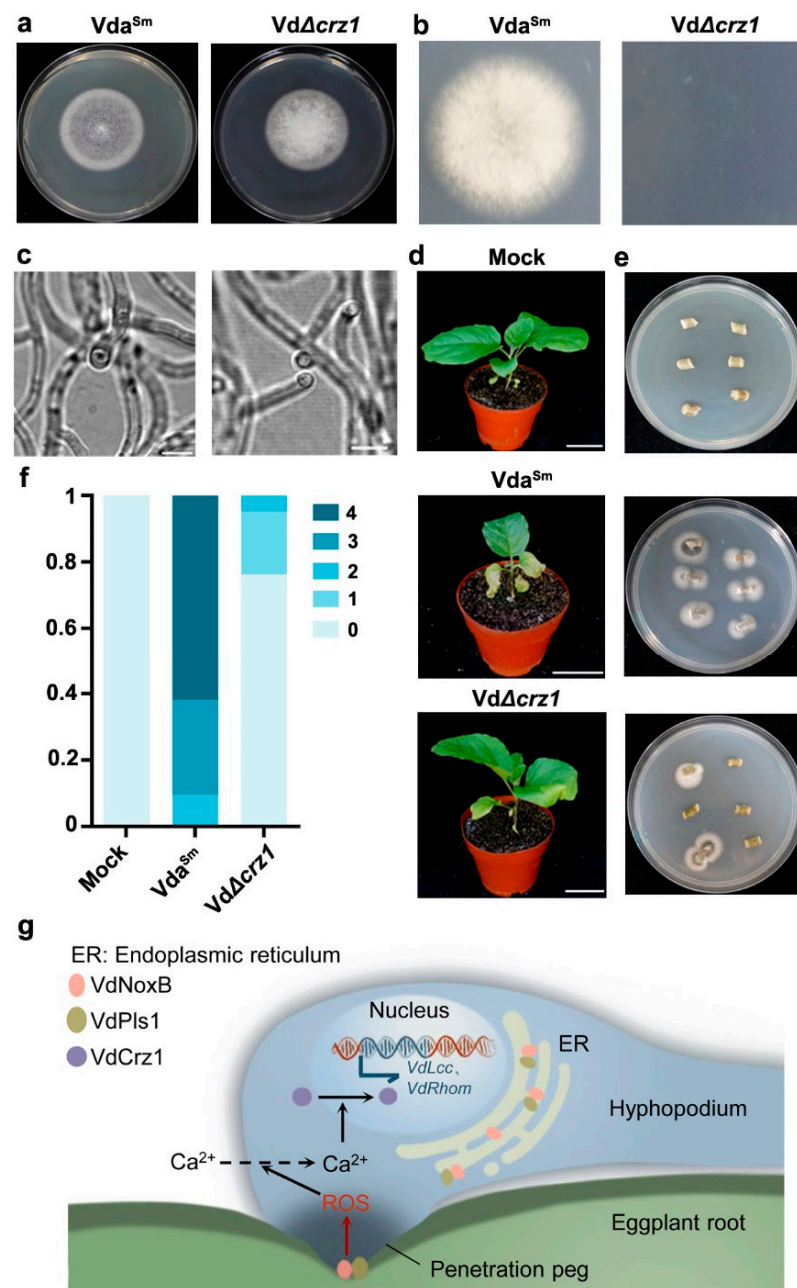 a
Vda^Sm
VdΔcrz1
b
Vda^Sm
VdΔcrz1
c
d
Mock
e
Vda^Sm
VdΔcrz1
f
1
0.8
0.6
0.4
0.2
0
4
3
2
1
0
Mock
Vda^Sm
VdΔcrz1
g
ER: Endoplasmic reticulum
VdNoxB
VdPls1
VdCrz1
Nucleus
VdLcc、
VdRhom
ER
Hyphopodium
Ca²⁺
Ca²⁺
ROS
Eggplant root
Penetration peg